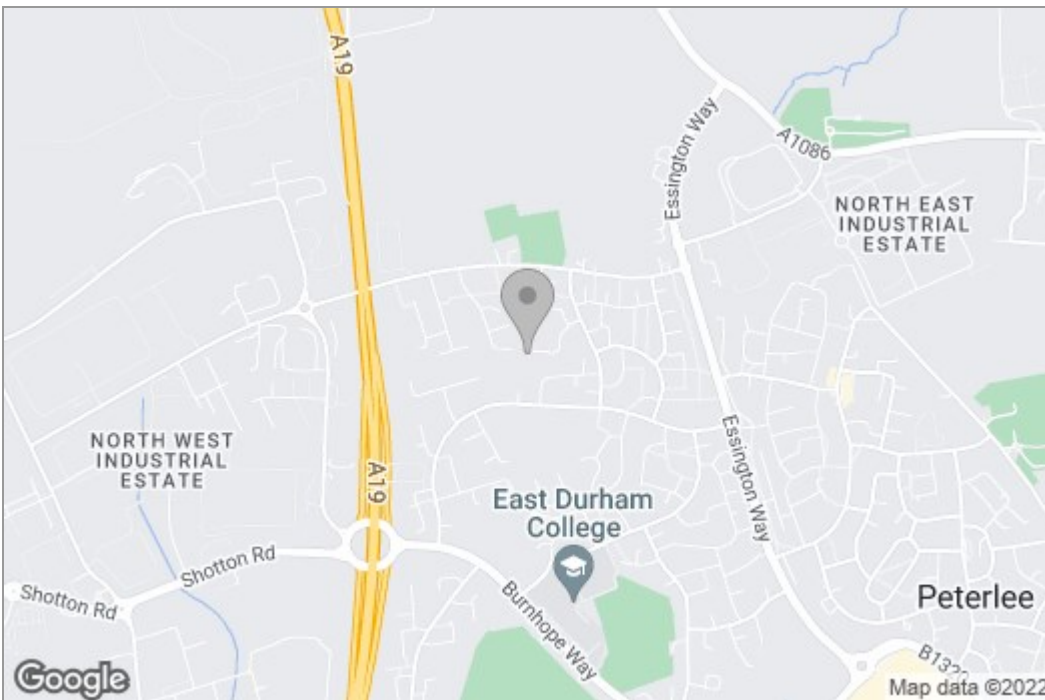 A19
Essington Way
A1086
NORTH EAST
INDUSTRIAL
ESTATE
NORTH WEST
INDUSTRIAL
ESTATE
A19
Essington Way
East Durham
College
Shotton Rd
Shotton Rd
Burnhope Way
Peterlee
Google
Map data ©2022